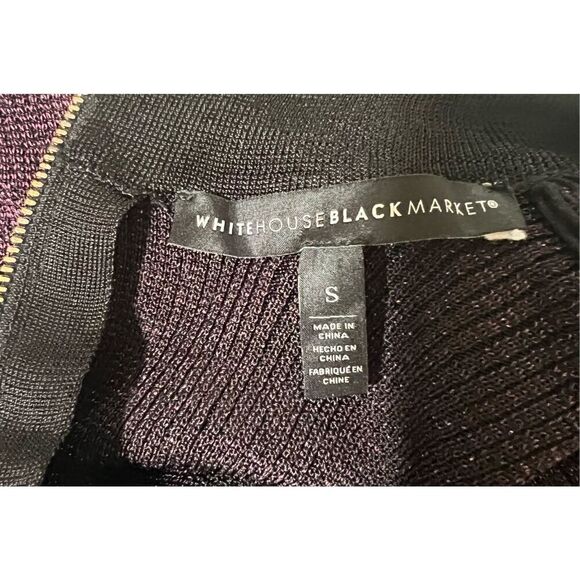 WHITEHOUSEBLACKMARKET®
S
MADE IN
CHINA
HECHO EN
CHINA
FABRIQUÉ EN
CHINE